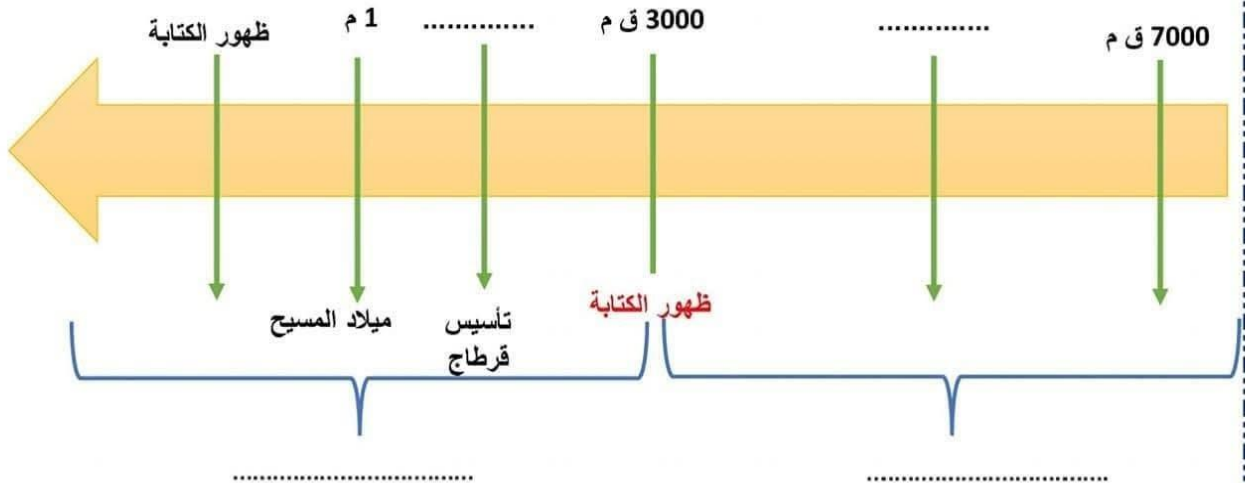 7000 ق م
..............
3000 ق م
..............
1 م
ظهور الكتابة
ظهور الكتابة
تأسيس
قرطاج
ميلاد المسيح
..................................
..................................